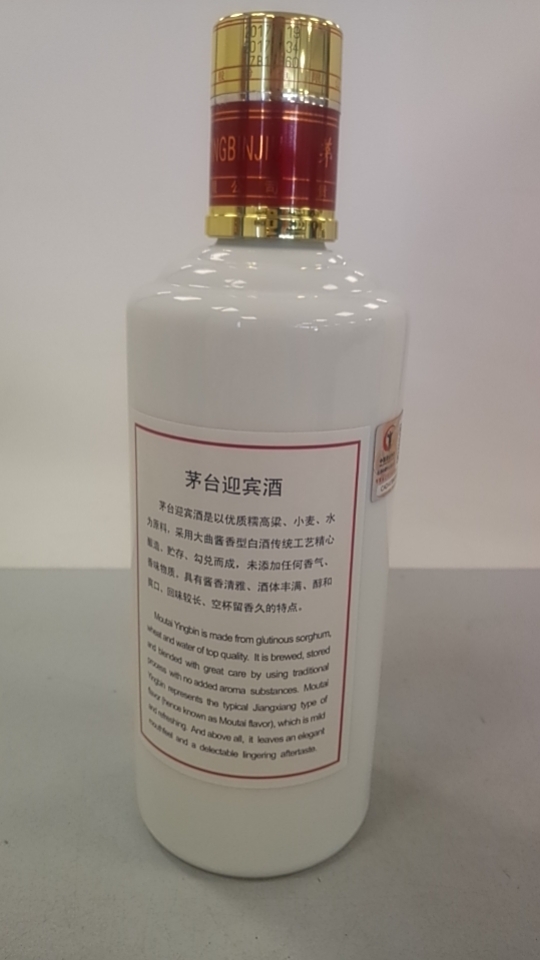 NGBINJI 茅
公司
茅台迎宾酒
茅台迎宾酒是以优质糯高粱、小麦、水
为原料，采用大曲酱香型白酒传统工艺精心
酿造、贮存、勾兑而成，未添加任何香气、
香味物质，具有酱香清雅、酒体丰满、醇和
爽口、回味较长、空杯留香久的特点。
Moutai Yingbin is made from glutinous sorghum,
wheat and water of top quality. It is brewed, stored
and blended with great care by using traditional
process with no added aroma substances. Moutai
Yingbin represents the typical Jiangxiang type of
flavor (hence known as Moutai flavor), which is mild
and refreshing. And above all, it leaves an elegant
mouthfeel and a delectable lingering aftertaste.